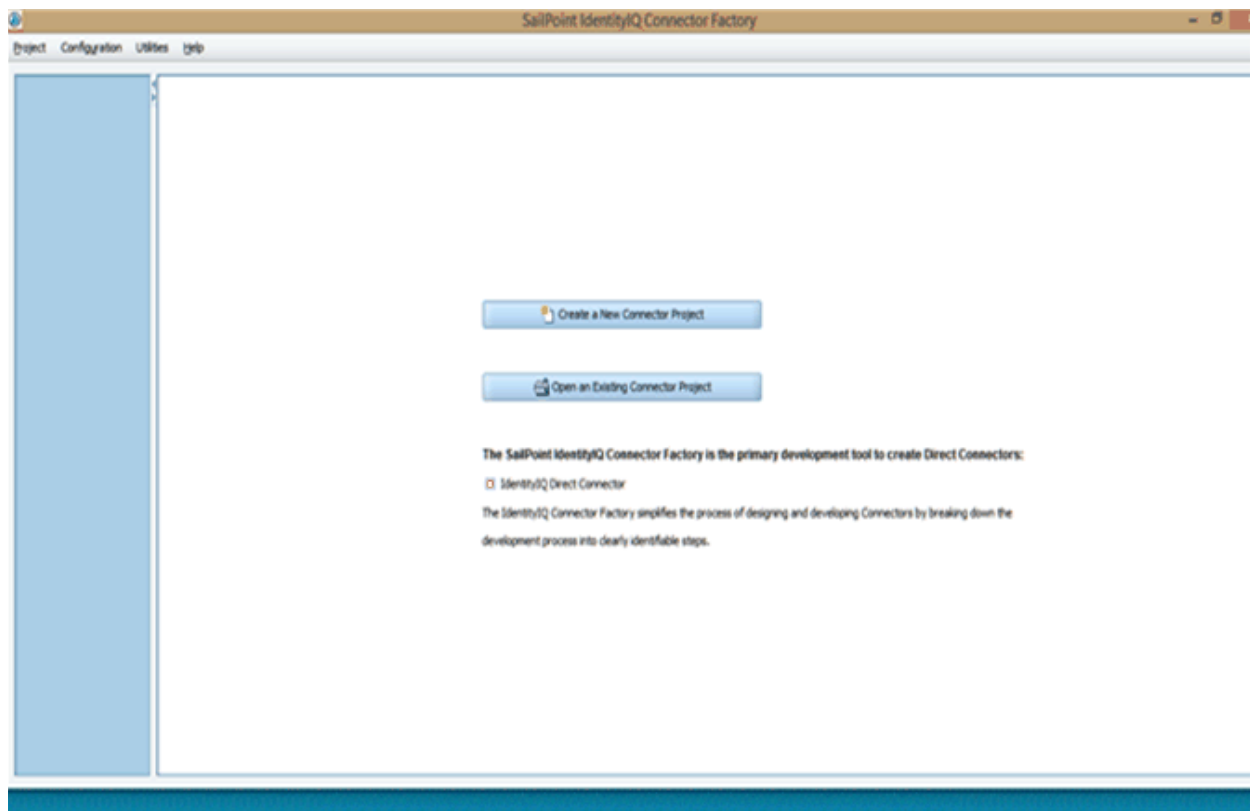 SailPoint IdentityIQ Connector Factory
Project Configuration Utilities Help
Create a New Connector Project
Open an Existing Connector Project
The SailPoint IdentityIQ Connector Factory is the primary development tool to create Direct Connectors:
IdentityIQ Direct Connector
The IdentityIQ Connector Factory simplifies the process of designing and developing Connectors by breaking down the
development process into clearly identifiable steps.